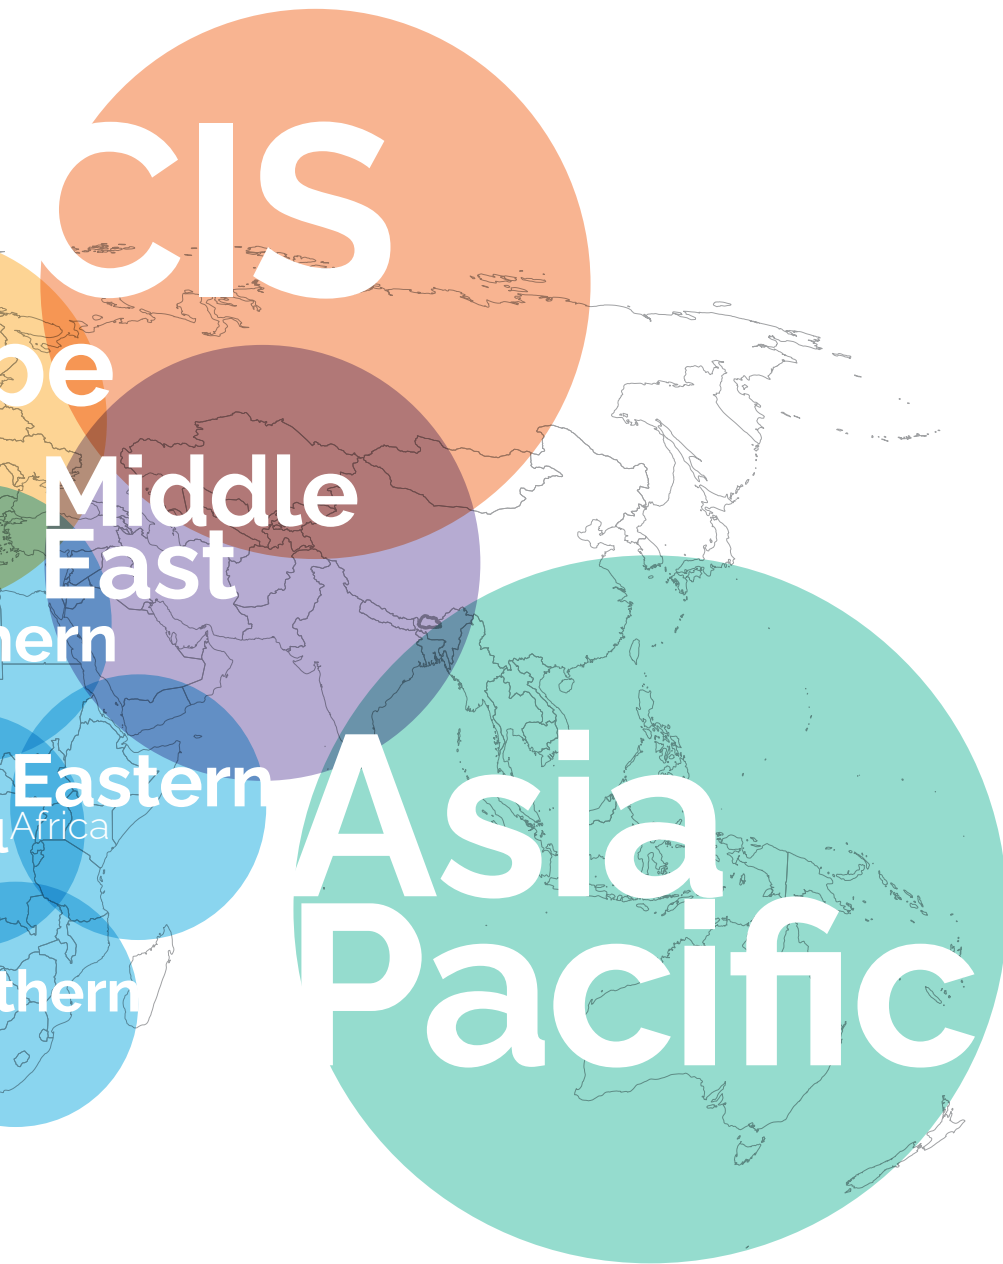 CIS
pe
Middle
East
hern
Eastern
Africa
l
Asia
Pacific
thern